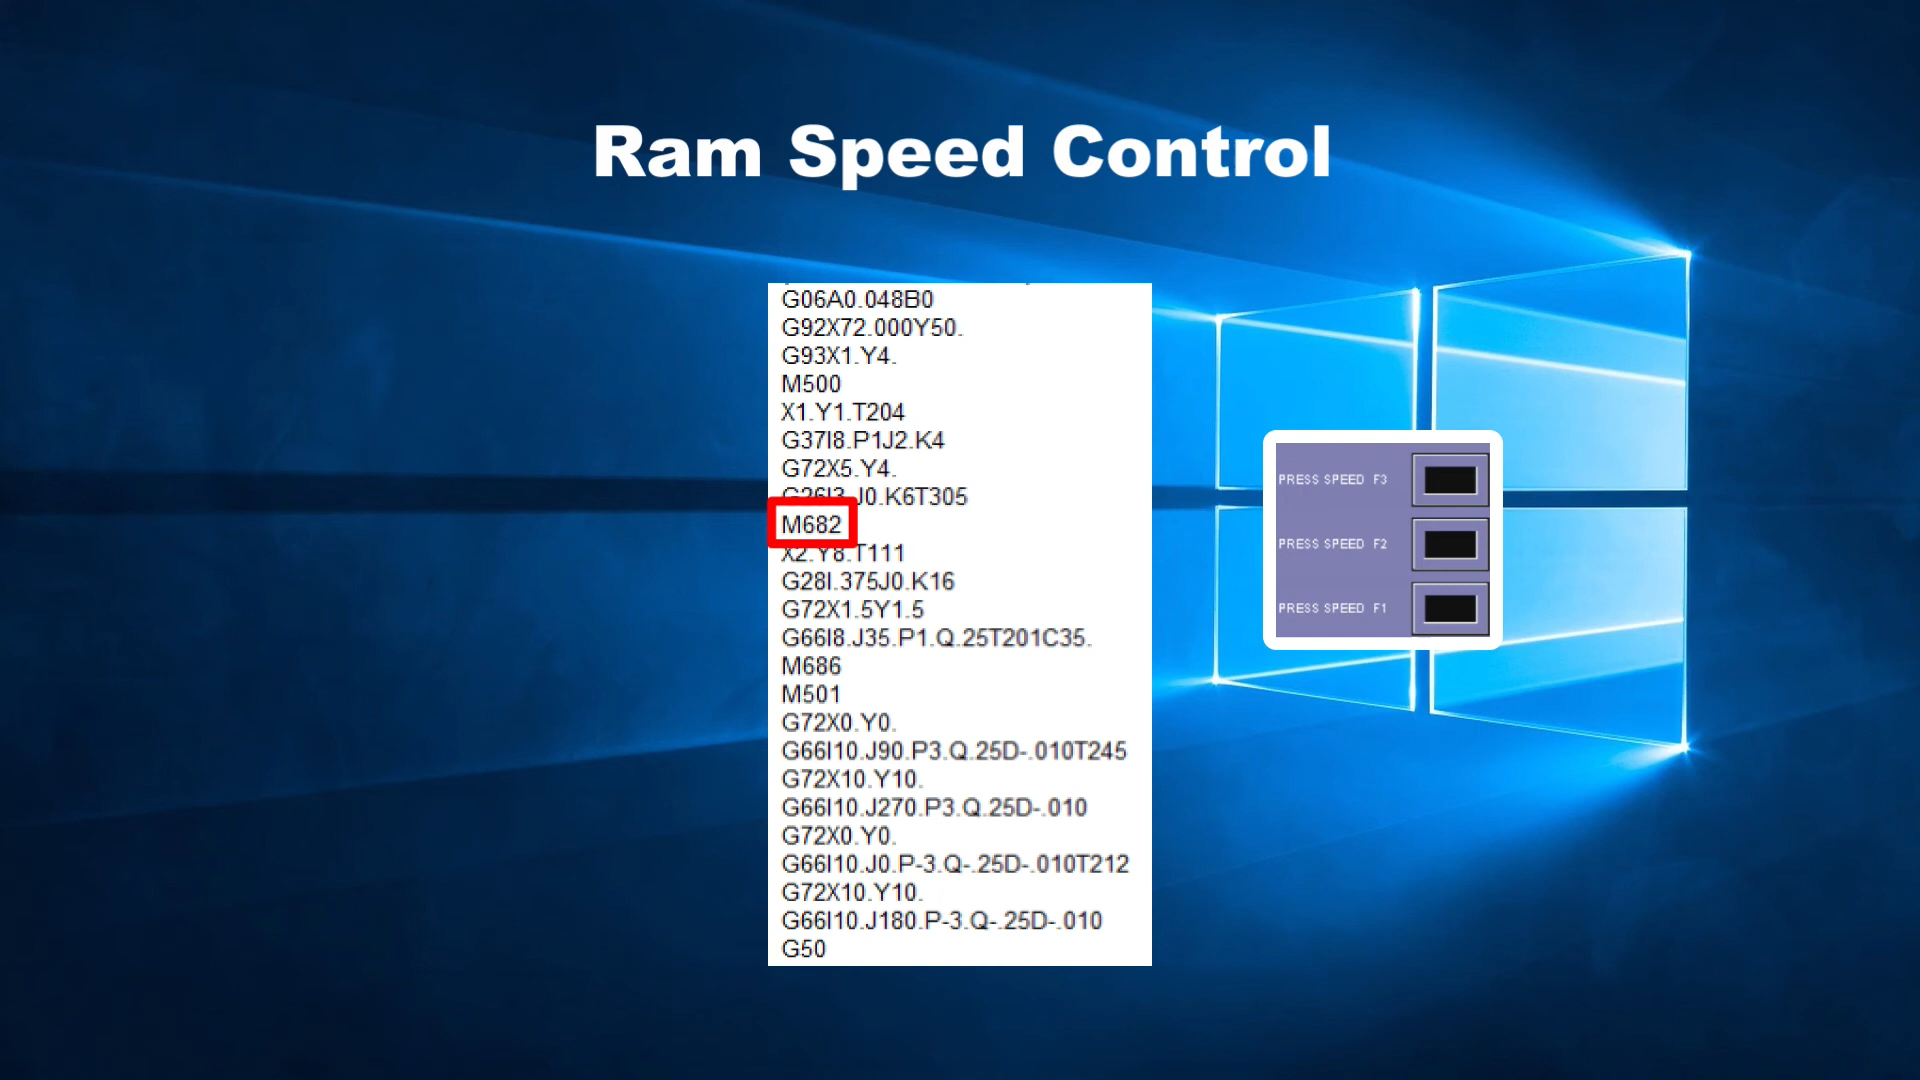 Ram Speed Control
G06A0.048B0
G92X72.000Y50.
G93X1.Y4.
M500
X1.Y1.T204
G37I8.P1J2.K4
G72X5.Y4.
G26I3.J0.K6T305
M682
X2.Y8.T111
G28I.375J0.K16
G72X1.5Y1.5
G66I8.J35.P1.Q.25T201C35.
M686
M501
G72X0.Y0.
G66I10.J90.P3.Q.25D-.010T245
G72X10.Y10.
G66I10.J270.P3.Q.25D-.010
G72X0.Y0.
G66I10.J0.P-3.Q-.25D-.010T212
G72X10.Y10.
G66I10.J180.P-3.Q-.25D-.010
G50
PRESS SPEED F3
PRESS SPEED F2
PRESS SPEED F1